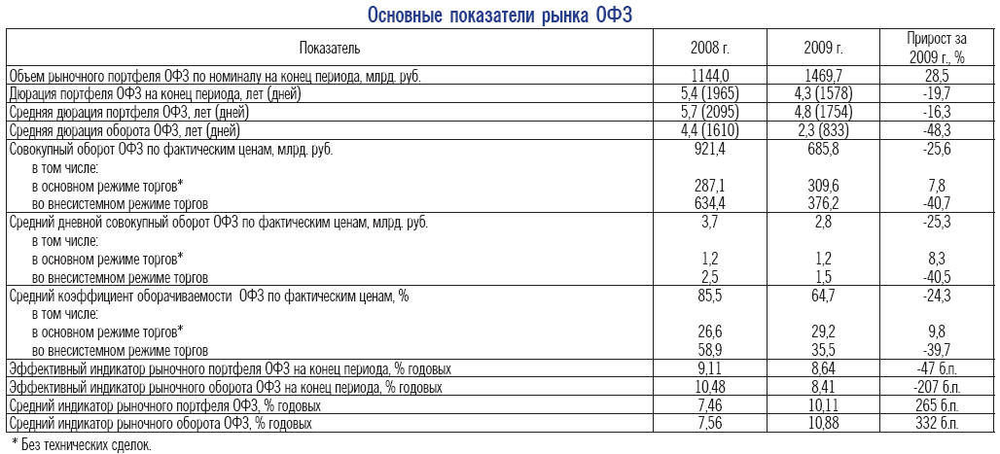 Основные показатели рынка ОФЗ
Показатель 2008 г. 2009 г. Прирост за 2009 г., %
Объем рыночного портфеля ОФЗ по номиналу на конец периода, млрд. руб. 1144,0 1469,7 28,5
Дюрация портфеля ОФЗ на конец периода, лет (дней) 5,4 (1965) 4,3 (1578) -19,7
Средняя дюрация портфеля ОФЗ, лет (дней) 5,7 (2095) 4,8 (1754) -16,3
Средняя дюрация оборота ОФЗ, лет (дней) 4,4 (1610) 2,3 (833) -48,3
Совокупный оборот ОФЗ по фактическим ценам, млрд. руб. 921,4 685,8 -25,6
в том числе:
в основном режиме торгов* 287,1 309,6 7,8
во внесистемном режиме торгов 634,4 376,2 -40,7
Средний дневной совокупный оборот ОФЗ по фактическим ценам, млрд. руб. 3,7 2,8 -25,3
в том числе:
в основном режиме торгов* 1,2 1,2 8,3
во внесистемном режиме торгов 2,5 1,5 -40,5
Средний коэффициент оборачиваемости ОФЗ по фактическим ценам, % 85,5 64,7 -24,3
в том числе:
в основном режиме торгов* 26,6 29,2 9,8
во внесистемном режиме торгов 58,9 35,5 -39,7
Эффективный индикатор рыночного портфеля ОФЗ на конец периода, % годовых 9,11 8,64 -47 б.п.
Эффективный индикатор рыночного оборота ОФЗ на конец периода, % годовых 10,48 8,41 -207 б.п.
Средний индикатор рыночного портфеля ОФЗ, % годовых 7,46 10,11 265 б.п.
Средний индикатор рыночного оборота ОФЗ, % годовых 7,56 10,88 332 б.п.
* Без технических сделок.